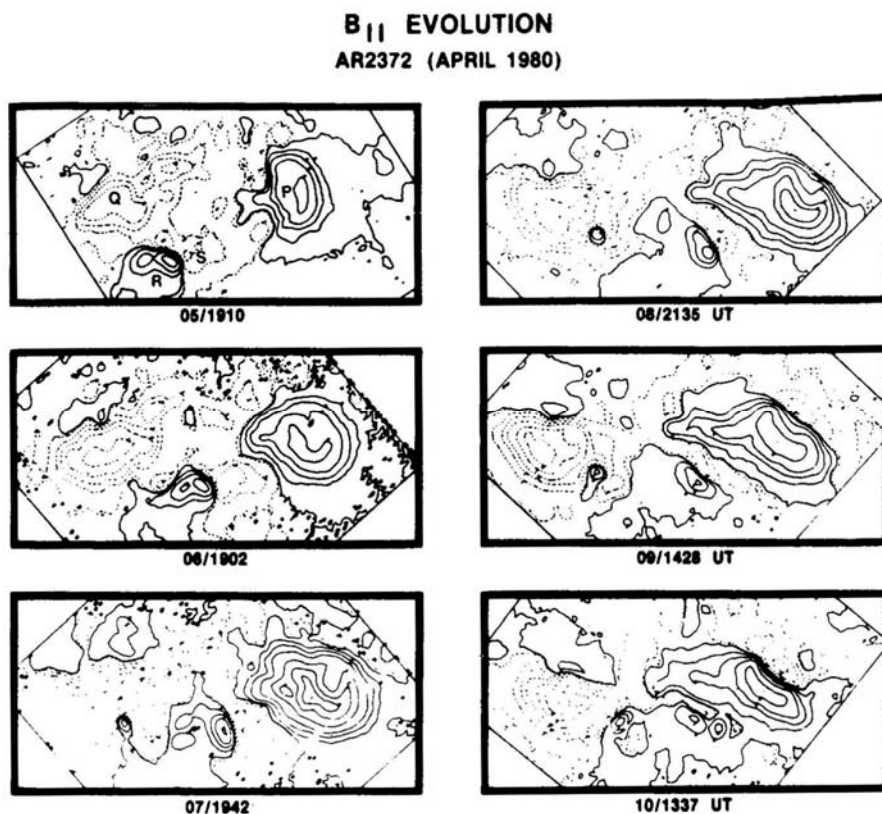 B|| EVOLUTION
AR2372 (APRIL 1980)
P
Q
S
R
05/1910
08/2135 UT
06/1902
09/1428 UT
07/1942
10/1337 UT